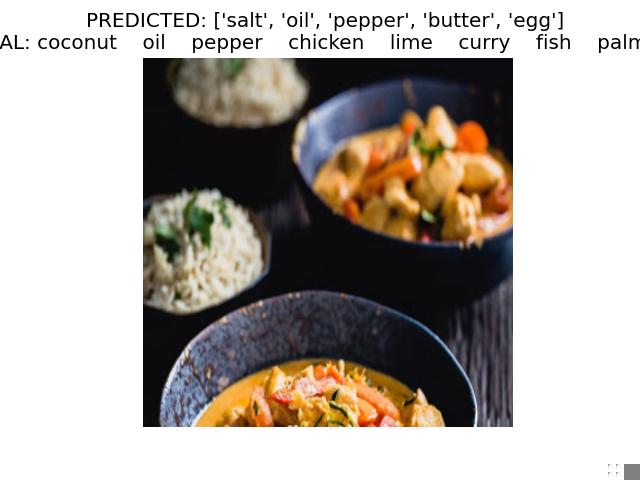 PREDICTED: ['salt', 'oil', 'pepper', 'butter', 'egg']
AL: coconut oil pepper chicken lime curry fish palm